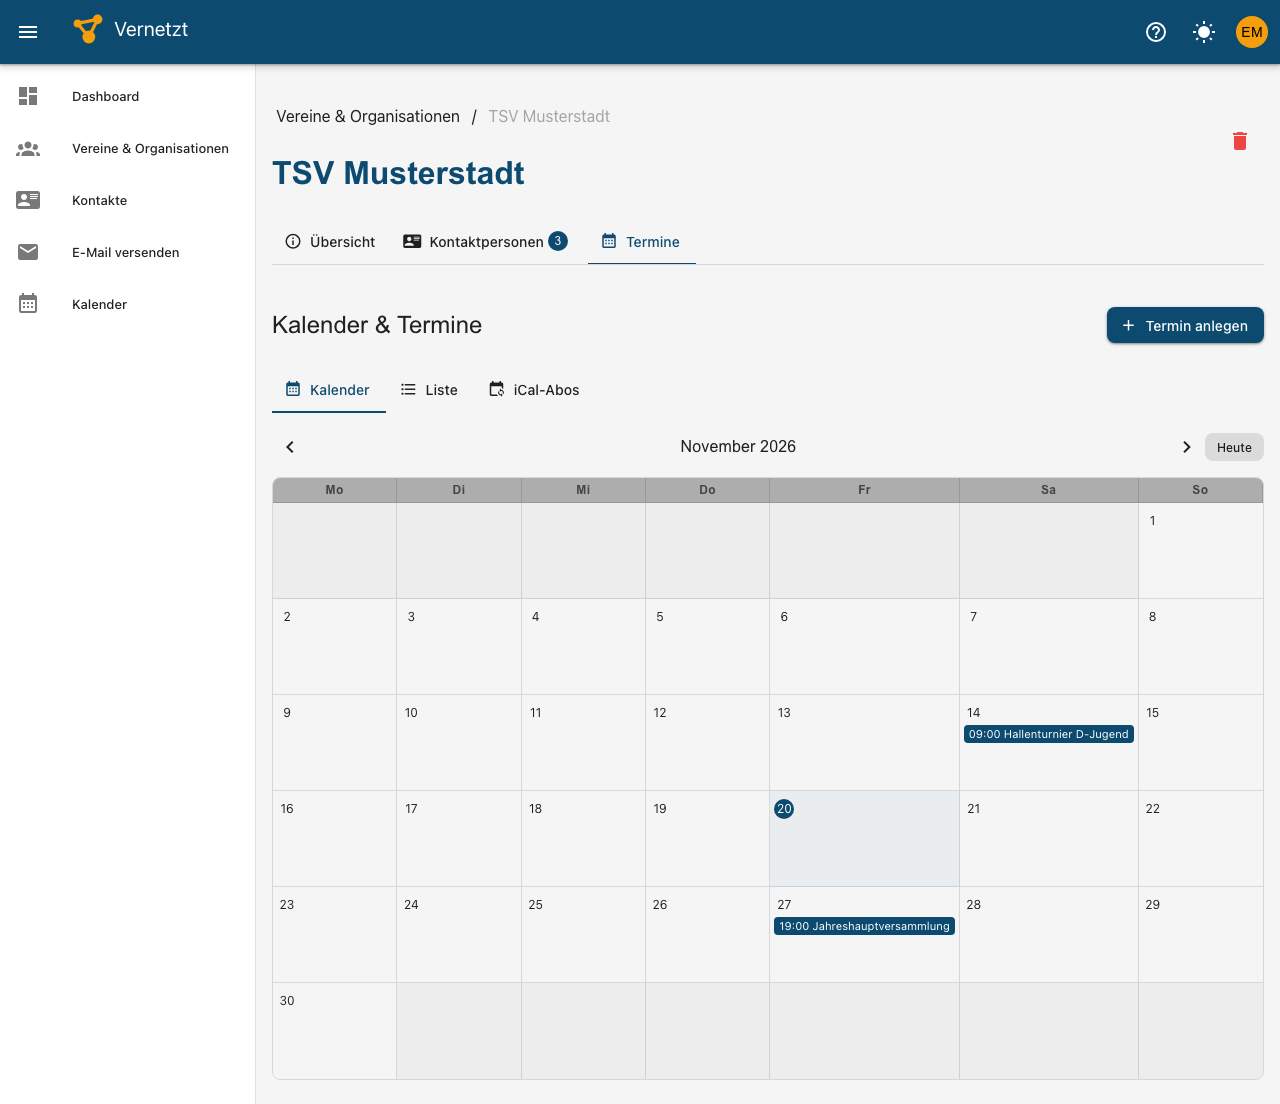 Vernetzt
EM
Dashboard
Vereine & Organisationen
Kontakte
E-Mail versenden
Kalender
Vereine & Organisationen / TSV Musterstadt
TSV Musterstadt
Übersicht Kontaktpersonen 3 Termine
Kalender & Termine
Termin anlegen
Kalender Liste iCal-Abos
November 2026
Heute
Mo Di Mi Do Fr Sa So
1
2 3 4 5 6 7 8
9 10 11 12 13 14 15
09:00 Hallenturnier D-Jugend
16 17 18 19 20 21 22
23 24 25 26 27 28 29
19:00 Jahreshauptversammlung
30